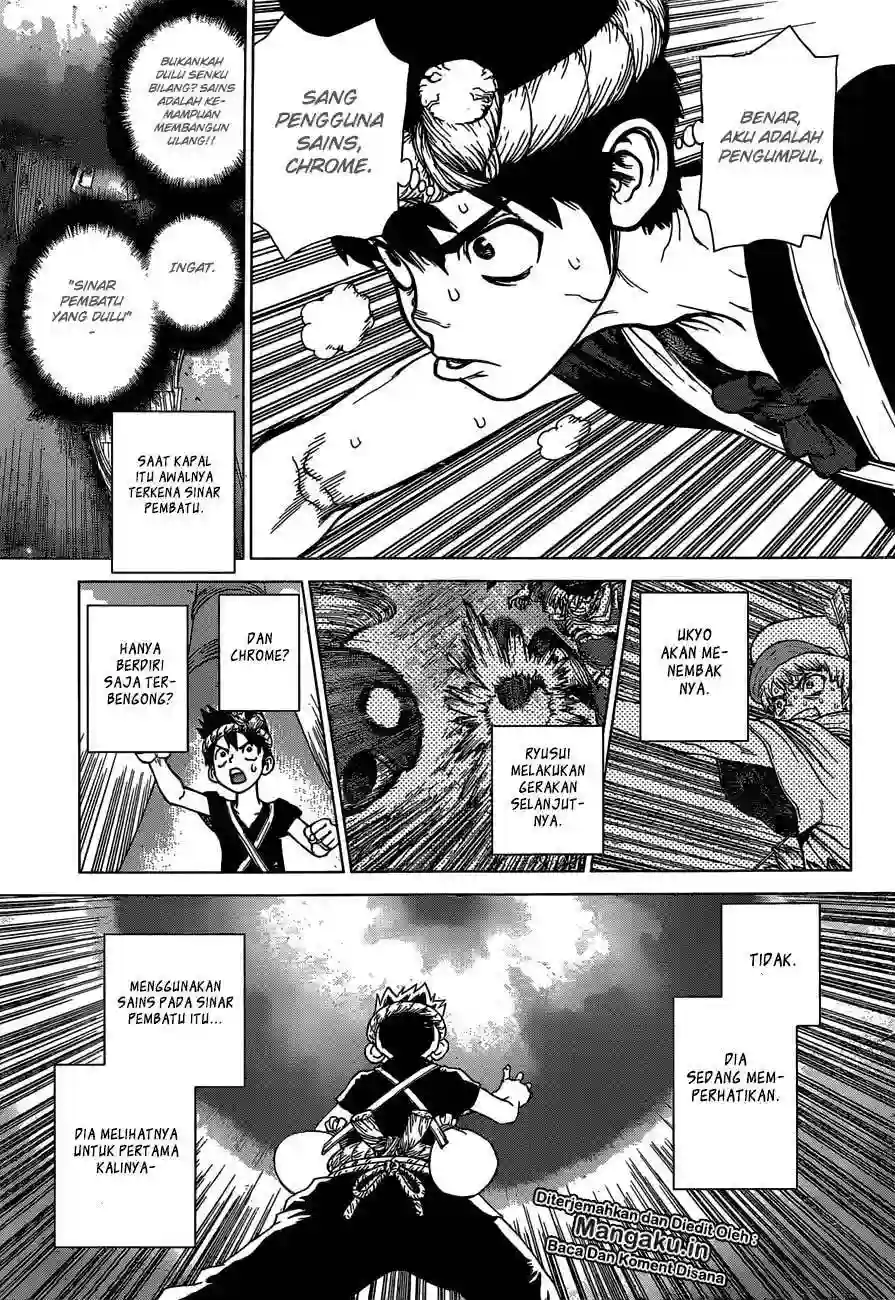 BENAR,
AKU ADALAH
PENGUMPUL,
SANG
PENGGUNA
SAINS,
CHROME.
BUKANKAH
DULU SENKU
BILANG? SAINS
ADALAH KE-
MAMPUAN
MEMBANGUN
ULANG!!
INGAT.
"SINAR
PEMBATU
YANG DULU"
-
SAAT KAPAL
ITU AWALNYA
TERKENA SINAR
PEMBATU.
UKYO
AKAN ME-
NEMBAK
NYA.
RYUSUI
MELAKUKAN
GERAKAN
SELANJUT-
NYA.
DAN
CHROME?
HANYA
BERDIRI
SAJA TER-
BENGONG?
TIDAK.
DIA
SEDANG MEM-
PERHATIKAN.
MENGGUNAKAN
SAINS PADA SINAR
PEMBATU ITU...
DIA MELIHATNYA
UNTUK PERTAMA
KALINYA-
Diterjemahkan dan Diedit Oleh :
Mangaku.in
Baca Dan Koment Disana